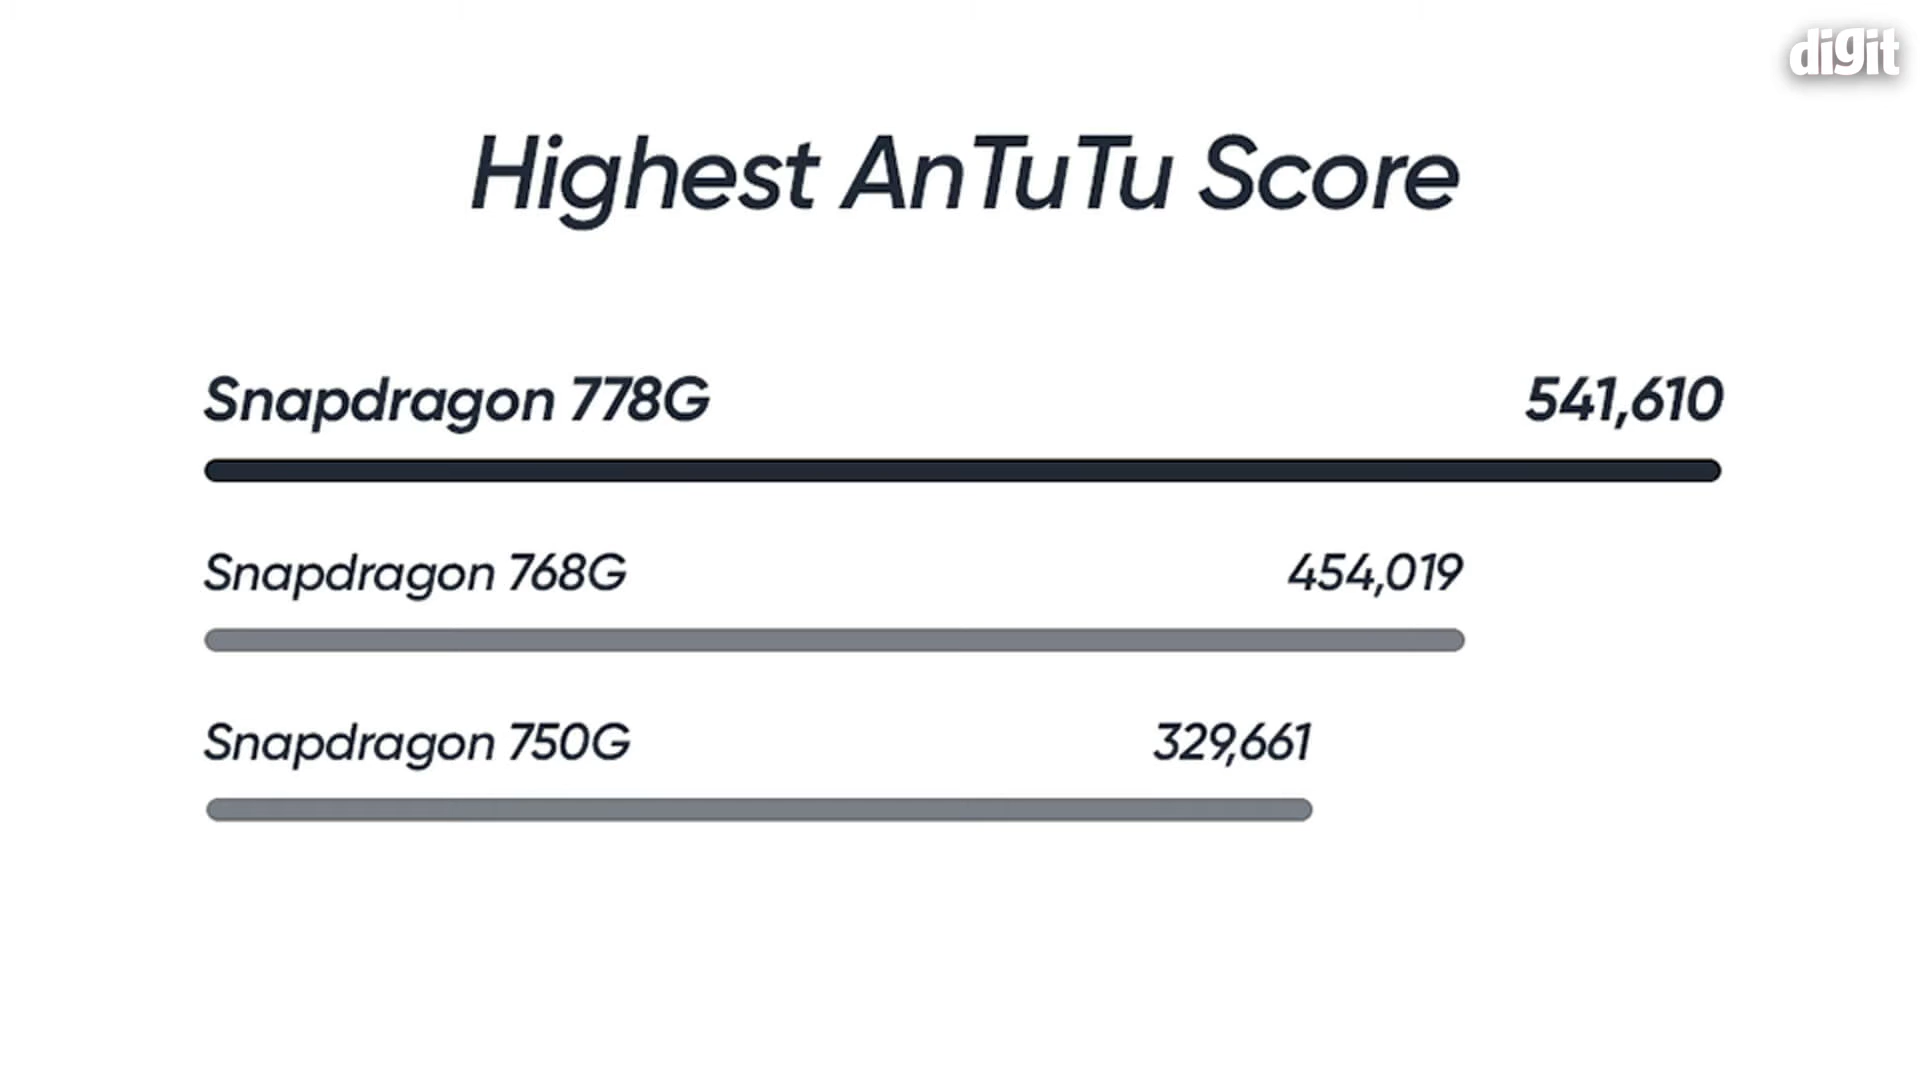 digit
Highest AnTuTu Score
Snapdragon 778G 541,610
Snapdragon 768G 454,019
Snapdragon 750G 329,661